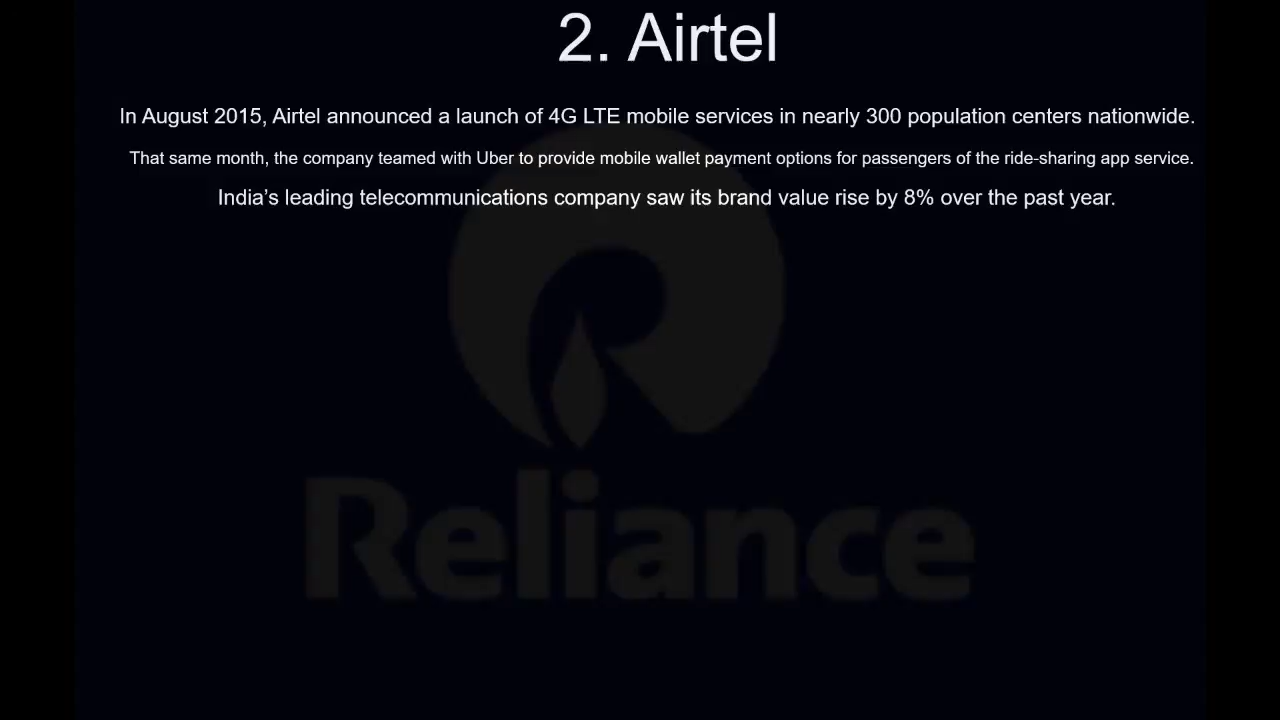 2. Airtel
In August 2015, Airtel announced a launch of 4G LTE mobile services in nearly 300 population centers nationwide.
That same month, the company teamed with Uber to provide mobile wallet payment options for passengers of the ride-sharing app service.
India’s leading telecommunications company saw its brand value rise by 8% over the past year.
Reliance